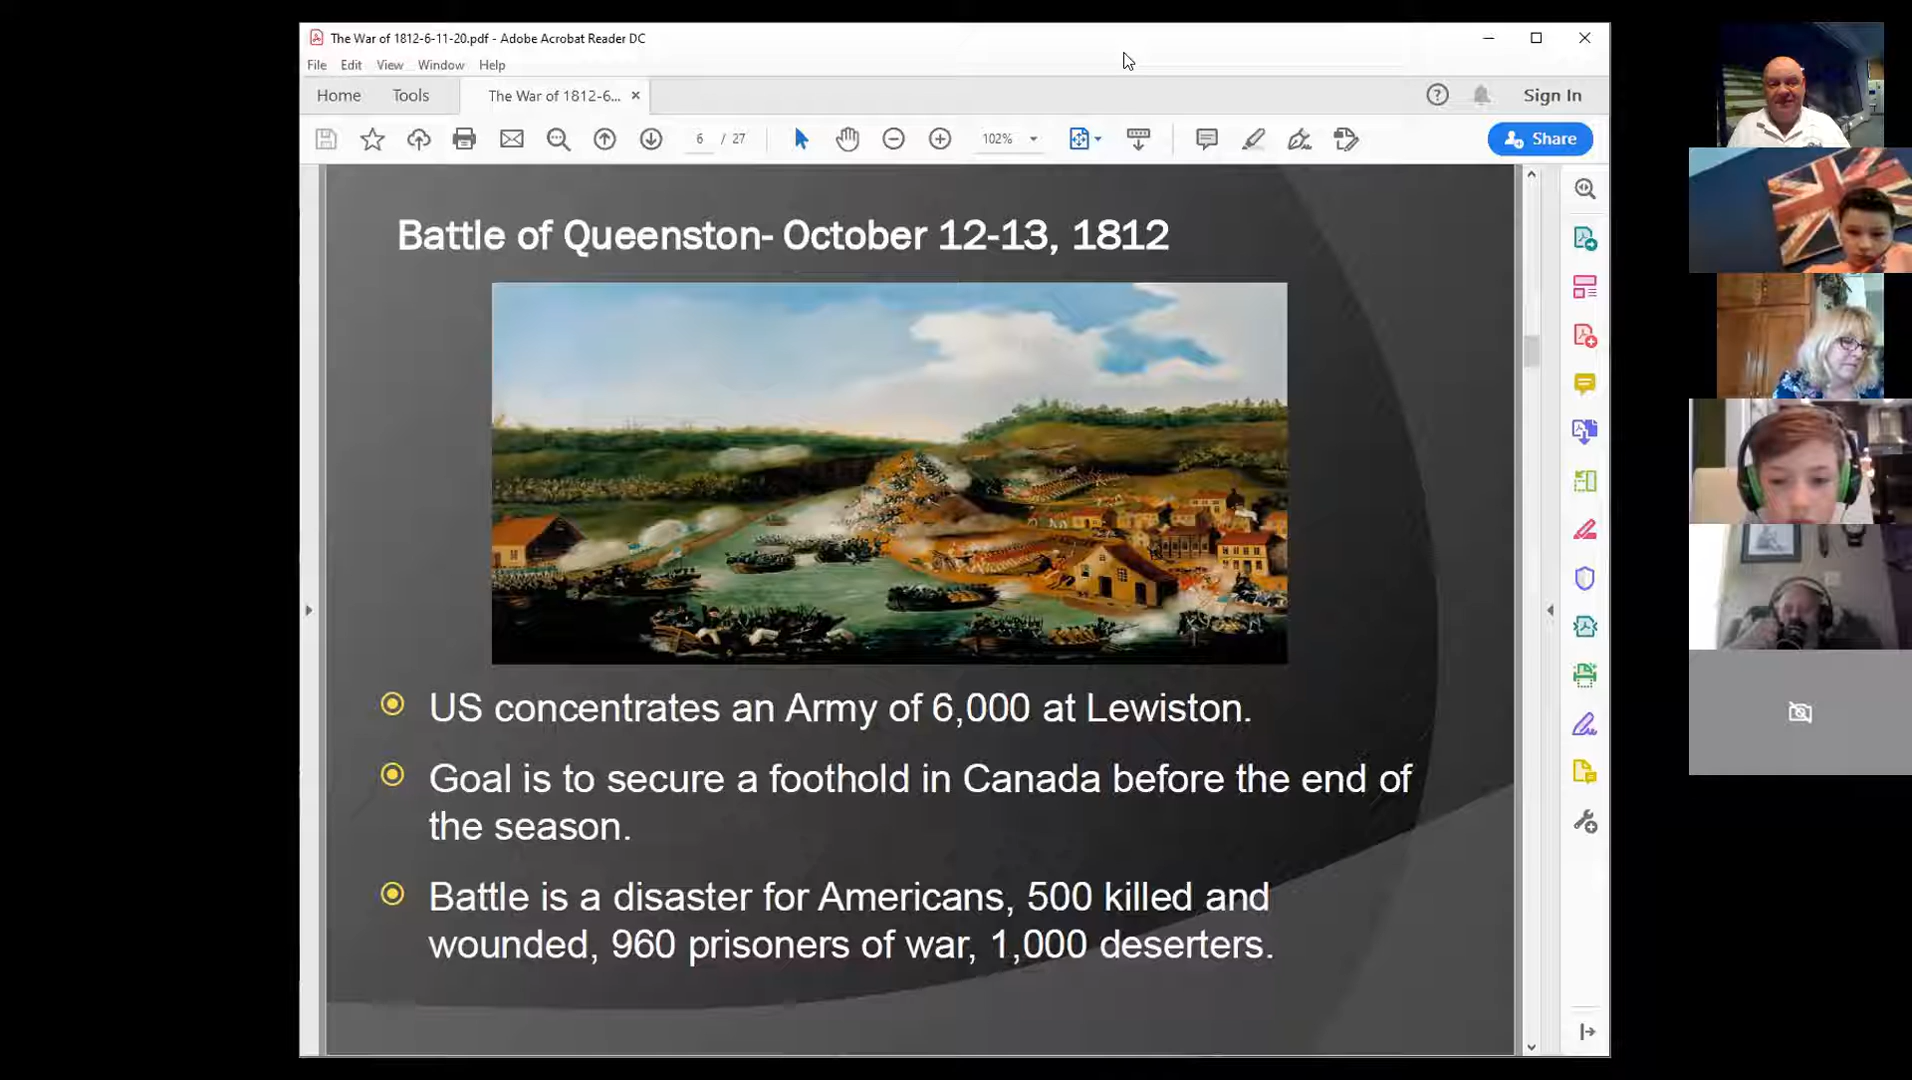 The War of 1812-6-11-20.pdf - Adobe Acrobat Reader DC
File Edit View Window Help
Home Tools The War of 1812-6... Sign In
6 / 27 102% Share
Battle of Queenston- October 12-13, 1812
US concentrates an Army of 6,000 at Lewiston.
Goal is to secure a foothold in Canada before the end of
the season.
Battle is a disaster for Americans, 500 killed and
wounded, 960 prisoners of war, 1,000 deserters.